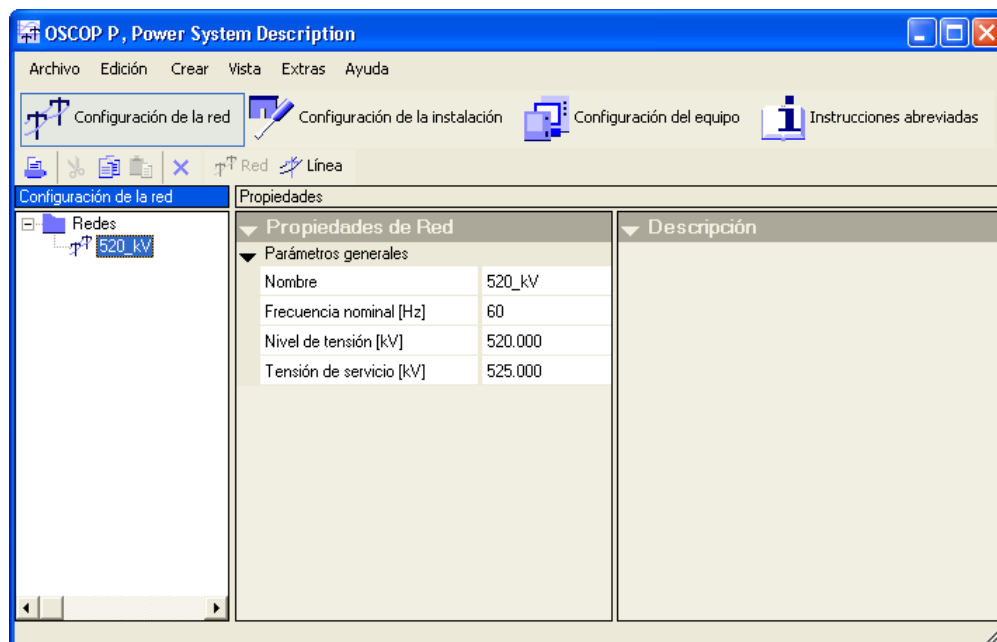 OSCOP P, Power System Description
Archivo Edición Crear Vista Extras Ayuda
Configuración de la red Configuración de la instalación Configuración del equipo Instrucciones abreviadas
Red Línea
Configuración de la red Propiedades
Redes
520_kV
Propiedades de Red
Descripción
Parámetros generales
Nombre 520_kV
Frecuencia nominal [Hz] 60
Nivel de tensión [kV] 520.000
Tensión de servicio [kV] 525.000